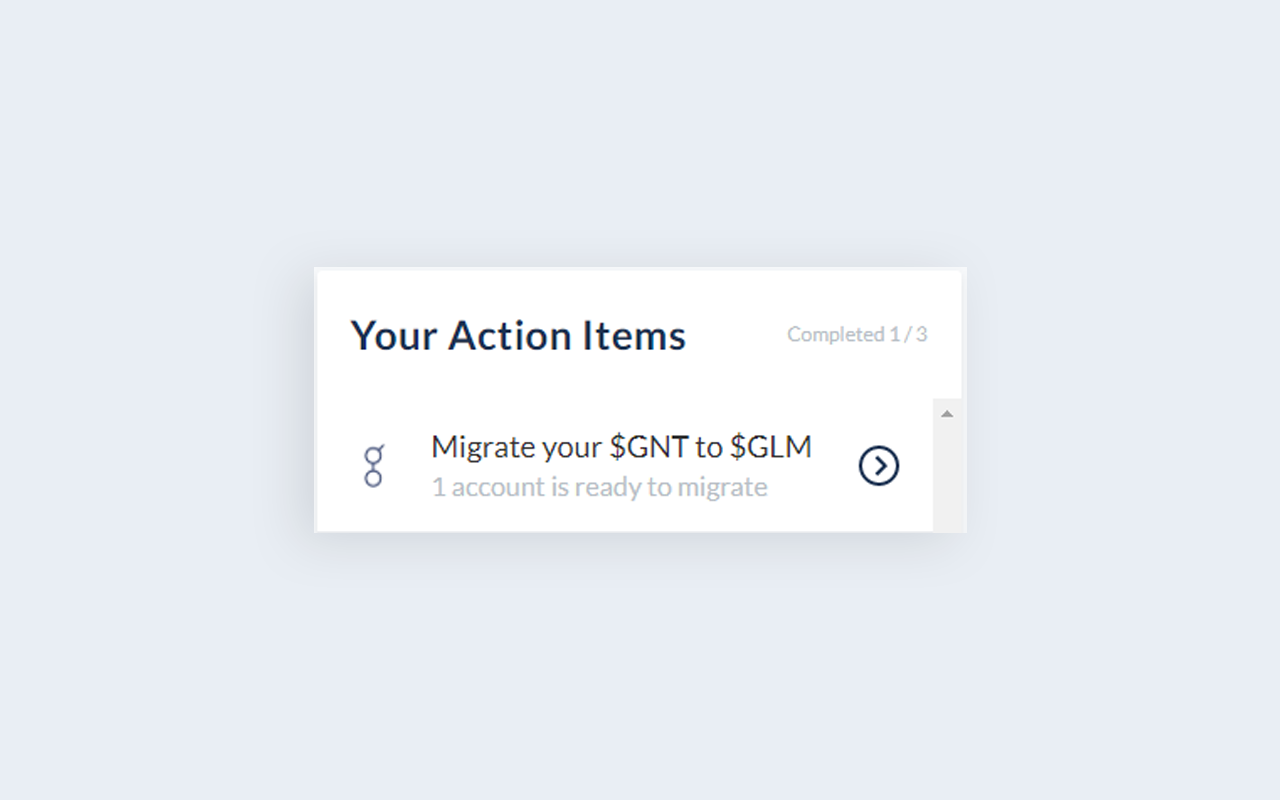 Your Action Items
Completed 1 / 3
Migrate your $GNT to $GLM
1 account is ready to migrate